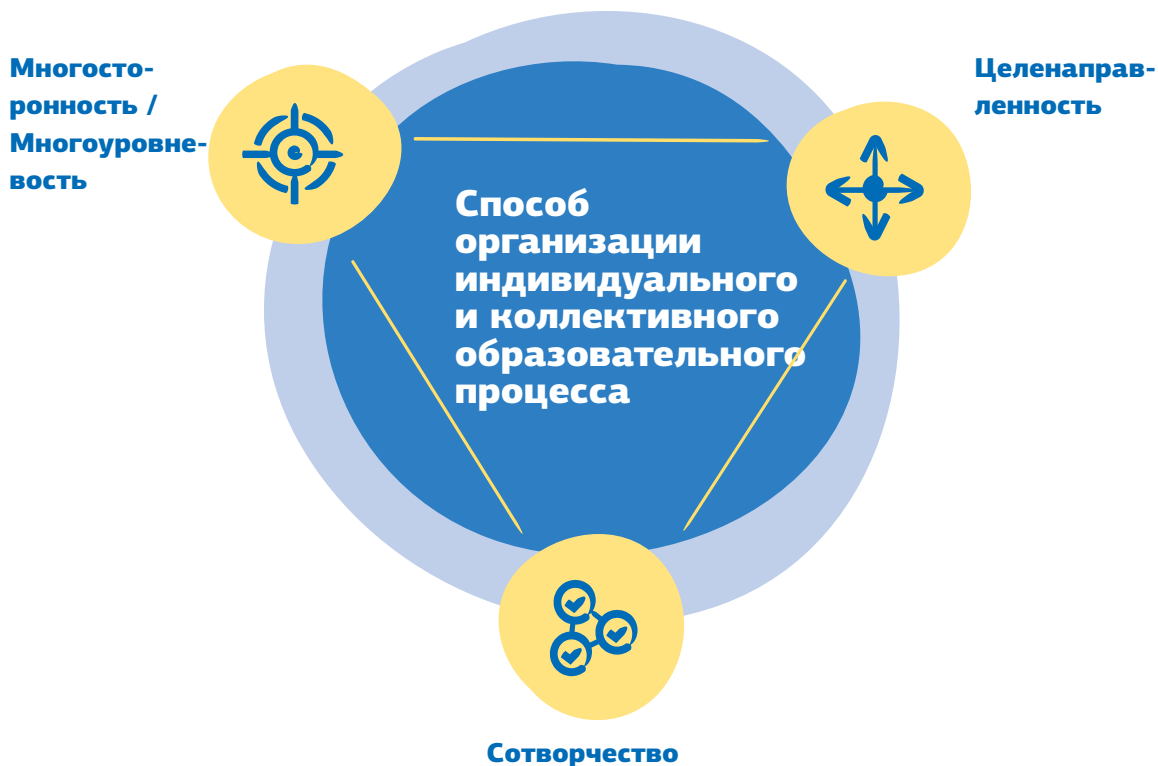 Многосто-
ронность /
Многоуровне-
вость
Целенаправ-
ленность
Способ
организации
индивидуального
и коллективного
образовательного
процесса
Сотворчество